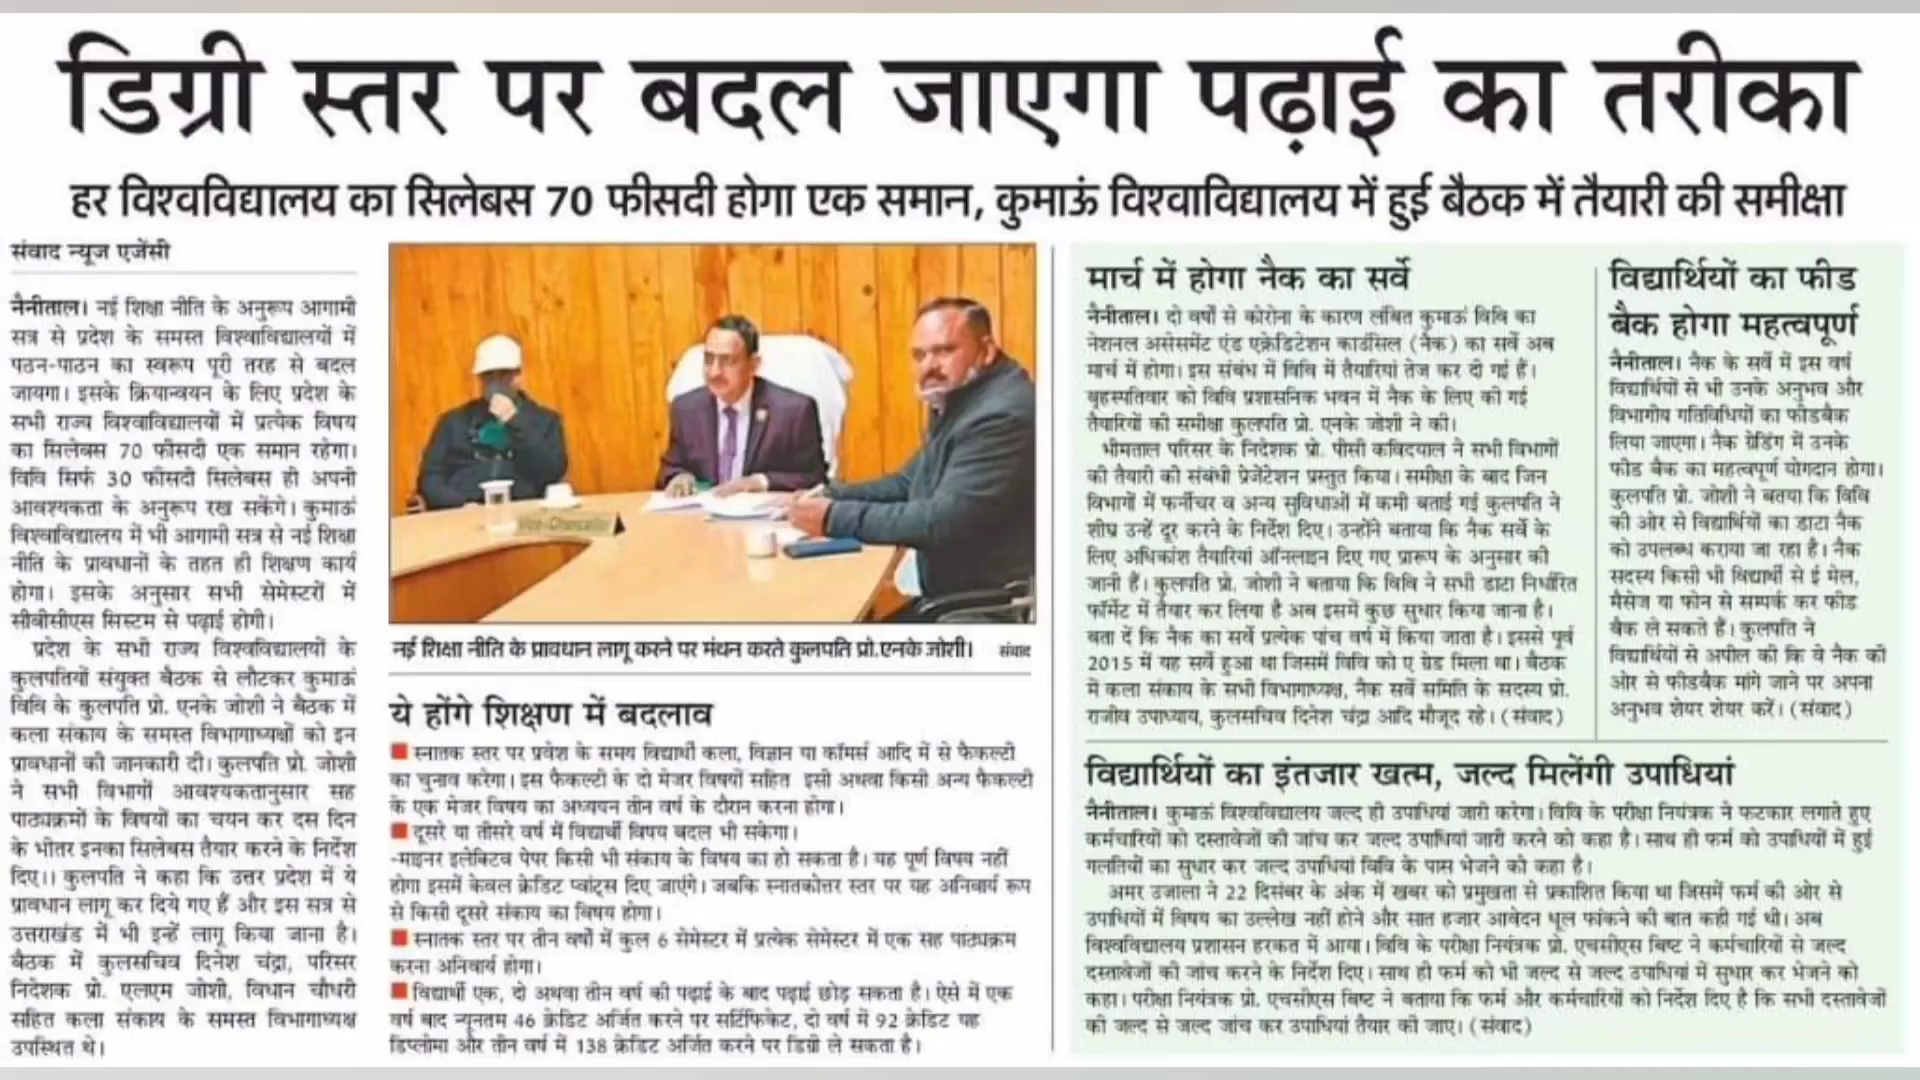 डिग्री स्तर पर बदल जाएगा पढ़ाई का तरीका
हर विश्वविद्यालय का सिलेबस 70 फीसदी होगा एक समान, कुमाऊं विश्वाविद्यालय में हुई बैठक में तैयारी की समीक्षा
संवाद न्यूज एजेंसी
नैनीताल। नई शिक्षा नीति के अनुरूप आगामी
सत्र से प्रदेश के समस्त विश्वाविद्यालयों में
पठन-पाठन का स्वरूप पूरी तरह से बदल
जायगा। इसके क्रियान्वयन के लिए प्रदेश के
सभी राज्य विश्वाविद्यालयों में प्रत्येक विषय
का सिलेबस 70 फीसदी एक समान रहेगा।
विवि सिर्फ 30 फीसदी सिलेबस ही अपनी
आवश्यकता के अनुरूप रख सकेंगे। कुमाऊं
विश्वाविद्यालय में भी आगामी सत्र से नई शिक्षा
नीति के प्रावधानों के तहत ही शिक्षण कार्य
होगा। इसके अनुसार सभी सेमेस्टरों में
सीबीसीएस सिस्टम से पढ़ाई होगी।
प्रदेश के सभी राज्य विश्वविद्यालयों के
कुलपतियों संयुक्त बैठक से लौटकर कुमाऊं
विवि के कुलपति प्रो. एनके जोशी ने बैठक में
कला संकाय के समस्त विभागाध्यक्षों को इन
प्रावधानों की जानकारी दी। कुलपति प्रो. जोशी
ने सभी विभागों आवश्यकतानुसार सह
पाठ्यक्रमों के विषयों का चयन कर दस दिन
के भीतर इनका सिलेबस तैयार करने के निर्देश
दिए।। कुलपति ने कहा कि उत्तर प्रदेश में ये
प्रावधान लागू कर दिये गए हैं और इस सत्र से
उत्तराखंड में भी इन्हें लागू किया जाना है।
बैठक में कुलसचिव दिनेश चंद्रा, परिसर
निदेशक प्रो. एलएम जोशी, विधान चौधरी
सहित कला संकाय के समस्त विभागाध्यक्ष
उपस्थित थे।
Vice-Chancellor
नई शिक्षा नीति के प्रावधान लागू करने पर मंथन करते कुलपति प्रो.एनके जोशी। संवाद
ये होंगे शिक्षण में बदलाव
स्नातक स्तर पर प्रवेश के समय विद्यार्थी कला, विज्ञान या कॉमर्स आदि में से फैकल्टी
का चुनाव करेगा। इस फैकल्टी के दो मेजर विषयों सहित इसी अथवा किसी अन्य फैकल्टी
के एक मेजर विषय का अध्ययन तीन वर्ष के दौरान करना होगा।
दूसरे या तीसरे वर्ष में विद्यार्थी विषय बदल भी सकेगा।
-माइनर इलेक्टिव पेपर किसी भी संकाय के विषय का हो सकता है। यह पूर्ण विषय नहीं
होगा इसमें केवल क्रेडिट प्वांट्स दिए जाएंगे। जबकि स्नातकोत्तर स्तर पर यह अनिवार्य रूप
से किसी दूसरे संकाय का विषय होगा।
स्नातक स्तर पर तीन वर्षों में कुल 6 सेमेस्टर में प्रत्येक सेमेस्टर में एक सह पाठ्यक्रम
करना अनिवार्य होगा।
विद्यार्थी एक, दो अथवा तीन वर्ष की पढ़ाई के बाद पढ़ाई छोड़ सकता है। ऐसे में एक
वर्ष बाद न्यूनतम 46 क्रेडिट अर्जित करने पर सर्टिफिकेट, दो वर्ष में 92 क्रेडिट यह
डिप्लोमा और तीन वर्ष में 138 क्रेडिट अर्जित करने पर डिग्री ले सकता है।
मार्च में होगा नैक का सर्वे
नैनीताल। दो वर्षों से कोरोना के कारण लंबित कुमाऊं विवि का
नेशनल असेसमेंट एंड एक्रेडिटेशन काउंसिल (नैक) का सर्वे अब
मार्च में होगा। इस संबंध में विवि में तैयारियां तेज कर दी गई हैं।
बृहस्पतिवार को विवि प्रशासनिक भवन में नैक के लिए की गई
तैयारियों की समीक्षा कुलपति प्रो. एनके जोशी ने की।
भीमताल परिसर के निदेशक प्रो. पीसी कविदयाल ने सभी विभागों
की तैयारी की संबंधी प्रेजेंटेशन प्रस्तुत किया। समीक्षा के बाद जिन
विभागों में फर्नीचर व अन्य सुविधाओं में कमी बताई गई कुलपति ने
शीघ्र उन्हें दूर करने के निर्देश दिए। उन्होंने बताया कि नैक सर्वे के
लिए अधिकांश तैयारियां ऑनलाइन दिए गए प्रारूप के अनुसार की
जानी हैं। कुलपति प्रो. जोशी ने बताया कि विवि ने सभी डाटा निर्धारित
फॉर्मेट में तैयार कर लिया है अब इसमें कुछ सुधार किया जाना है।
बता दें कि नैक का सर्वे प्रत्येक पांच वर्ष में किया जाता है। इससे पूर्व
2015 में यह सर्वे हुआ था जिसमें विवि को ए ग्रेड मिला था। बैठक
में कला संकाय के सभी विभागाध्यक्ष, नैक सर्वे समिति के सदस्य प्रो.
राजीव उपाध्याय, कुलसचिव दिनेश चंद्रा आदि मौजूद रहे। (संवाद)
विद्यार्थियों का फीड
बैक होगा महत्वपूर्ण
नैनीताल। नैक के सर्वे में इस वर्ष
विद्यार्थियों से भी उनके अनुभव और
विभागीय गतिविधियों का फीडबैक
लिया जाएगा। नैक ग्रेडिंग में उनके
फीड बैक का महत्वपूर्ण योगदान होगा।
कुलपति प्रो. जोशी ने बतया कि विवि
की ओर से विद्यार्थियों का डाटा नैक
को उपलब्ध कराया जा रहा है। नैक
सदस्य किसी भी विद्यार्थी से ई मेल,
मैसेज या फोन से सम्पर्क कर फीड
बैक ले सकते हैं। कुलपति ने
विद्यार्थियों से अपील की कि वे नैक की
ओर से फीडबैक मांगे जाने पर अपना
अनुभव शेयर शेयर करें। (संवाद)
विद्यार्थियों का इंतजार खत्म, जल्द मिलेंगी उपाधियां
नैनीताल। कुमाऊं विश्वविद्यालय जल्द ही उपाधियां जारी करेगा। विवि के परीक्षा नियंत्रक ने फटकार लगाते हुए
कर्मचारियों को दस्तावेजों की जांच कर जल्द उपाधियां जारी करने को कहा है। साथ ही फर्म को उपाधियों में हुई
गलतियों का सुधार कर जल्द उपाधियां विवि के पास भेजने को कहा है।
अमर उजाला ने 22 दिसंबर के अंक में खबर को प्रमुखता से प्रकाशित किया था जिसमें फर्म की ओर से
उपाधियों में विषय का उल्लेख नहीं होने और सात हजार आवेदन धूल फांकने की बात कही गई थी। अब
विश्वविद्यालय प्रशासन हरकत में आया। विवि के परीक्षा नियंत्रक प्रो. एचसीएस बिष्ट ने कर्मचारियों से जल्द
दस्तावेजों की जांच करने के निर्देश दिए। साथ ही फर्म को भी जल्द से जल्द उपाधियां में सुधार कर भेजने को
कहा। परीक्षा नियंत्रक प्रो. एचसीएस बिष्ट ने बताया कि फर्म और कर्मचारियों को निर्देश दिए है कि सभी दस्तावेजों
की जल्द से जल्द जांच कर उपाधियां तैयार की जाए। (संवाद)